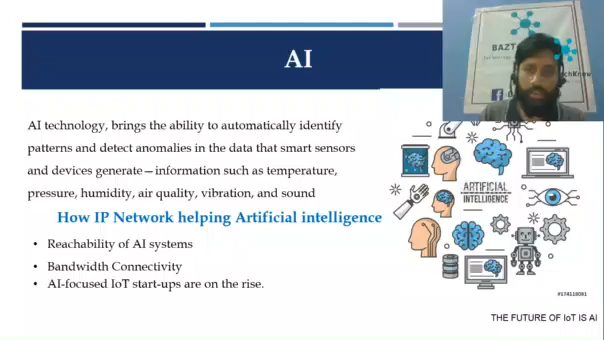 AI
BAZT
chKnow
AI technology, brings the ability to automatically identify
patterns and detect anomalies in the data that smart sensors
and devices generate—information such as temperature,
pressure, humidity, air quality, vibration, and sound
How IP Network helping Artificial intelligence
• Reachability of AI systems
• Bandwidth Connectivity
• AI-focused IoT start-ups are on the rise.
ARTIFICIAL
INTELLIGENCE
#174118081
THE FUTURE OF IoT IS AI